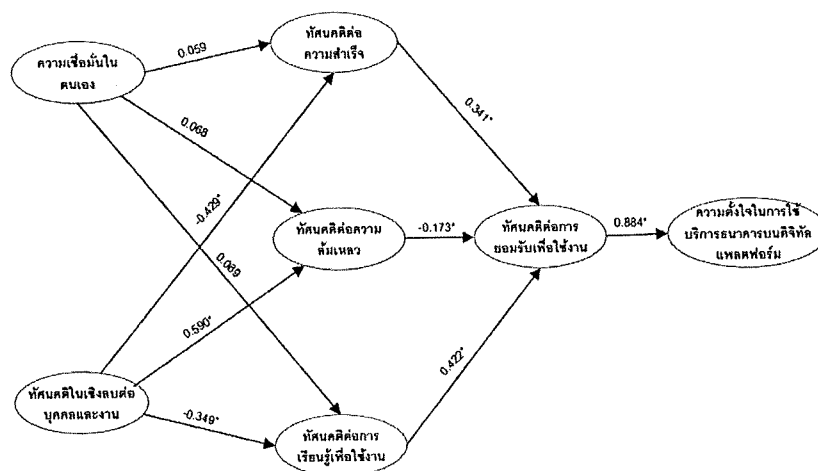 ความเชื่อมั่นใน
ตนเอง
0.059
ทัศนคติต่อ
ความสำเร็จ
0.341*
0.068
-0.429*
0.069
ทัศนคติต่อความ
ล้มเหลว
-0.173*
ทัศนคติต่อการ
ยอมรับเพื่อใช้งาน
0.884*
ความตั้งใจในการใช้
บริการธนาคารบนดิจิทัล
แพลตฟอร์ม
0.590*
0.422*
ทัศนคติในเชิงลบต่อ
บุคคลและงาน
-0.349*
ทัศนคติต่อการ
เรียนรู้เพื่อใช้งาน